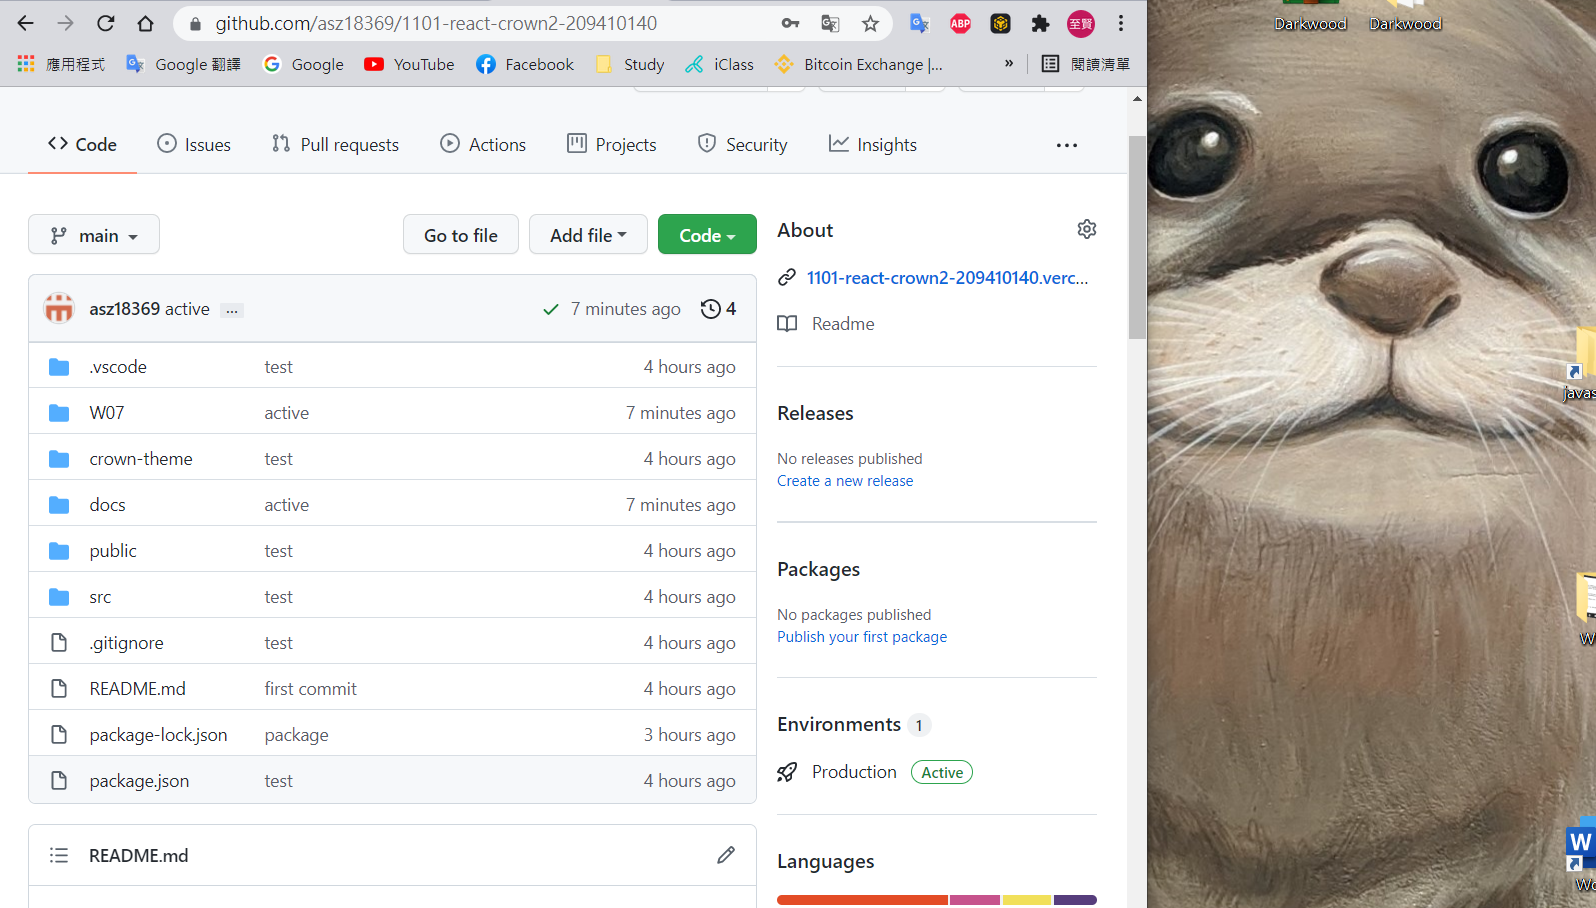 github.com/asz18369/1101-react-crown2-209410140
ABP
至賢
應用程式 Google 翻譯 Google YouTube Facebook Study iClass Bitcoin Exchange |... » 閱讀清單
Darkwood Darkwood
Code Issues Pull requests Actions Projects Security Insights ...
main Go to file Add file Code
asz18369 active ... 7 minutes ago 4
.vscode test 4 hours ago
W07 active 7 minutes ago
crown-theme test 4 hours ago
docs active 7 minutes ago
public test 4 hours ago
src test 4 hours ago
.gitignore test 4 hours ago
README.md first commit 4 hours ago
package-lock.json package 3 hours ago
package.json test 4 hours ago
README.md
About
1101-react-crown2-209410140.verc...
Readme
Releases
No releases published
Create a new release
Packages
No packages published
Publish your first package
Environments 1
Production Active
Languages
javas
W
W
Wo